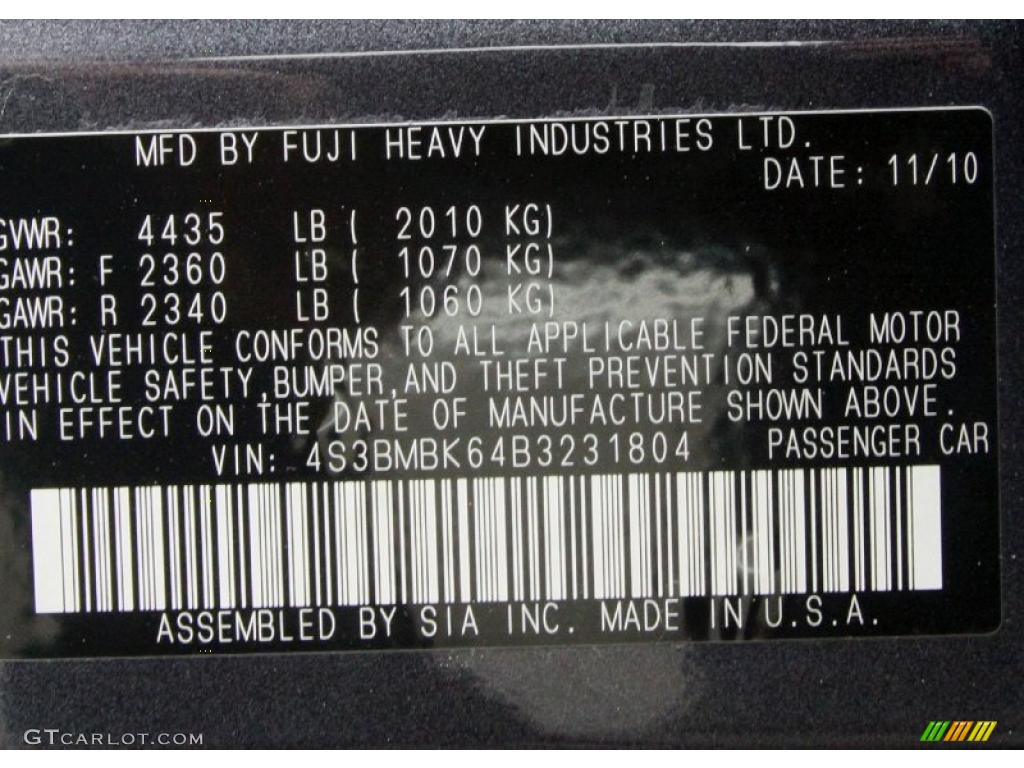 MFD BY FUJI HEAVY INDUSTRIES LTD.
DATE: 11/10
GVWR: 4435 LB ( 2010 KG)
GAWR: F 2360 LB ( 1070 KG)
GAWR: R 2340 LB ( 1060 KG)
THIS VEHICLE CONFORMS TO ALL APPLICABLE FEDERAL MOTOR
VEHICLE SAFETY,BUMPER,AND THEFT PREVENTION STANDARDS
IN EFFECT ON THE DATE OF MANUFACTURE SHOWN ABOVE.
VIN: 4S3BMBK64B3231804 PASSENGER CAR
ASSEMBLED BY SIA INC. MADE IN U.S.A.
GTCARLOT.COM